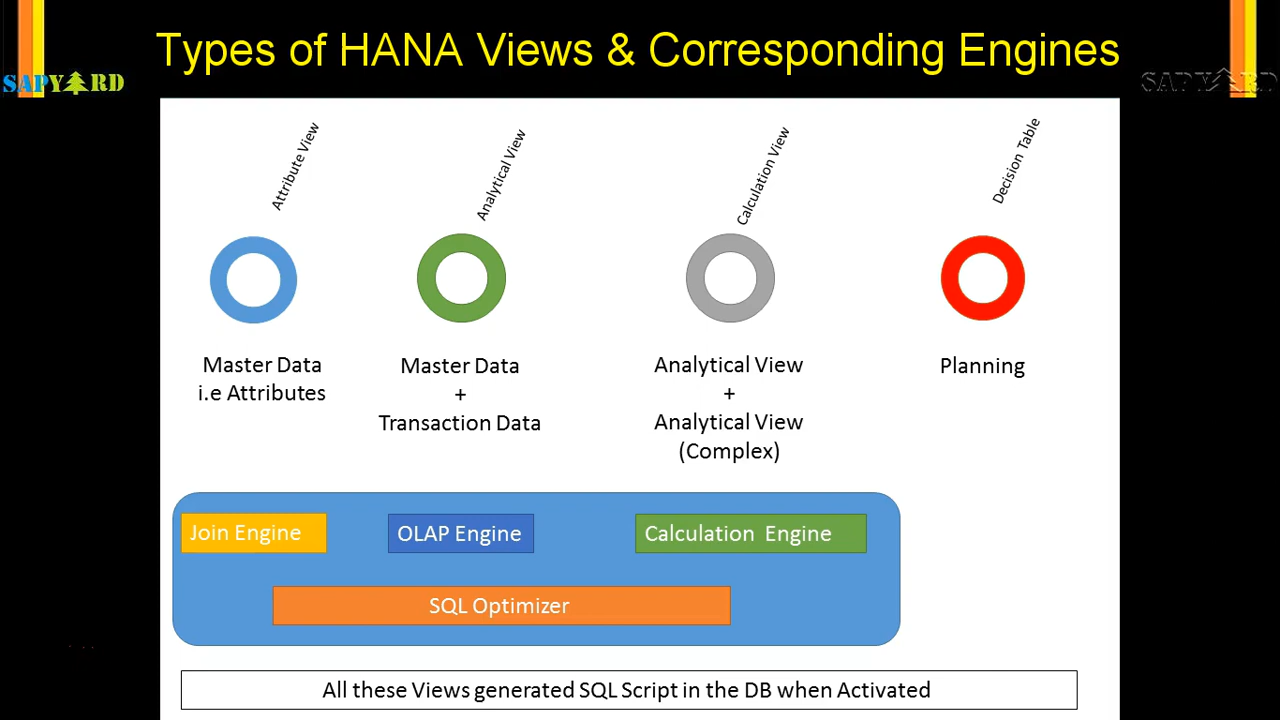 Types of HANA Views & Corresponding Engines
SAPYARD
SAPYARD
Attribute View
Analytical View
Calculation View
Decision Table
Master Data
i.e Attributes
Master Data
+
Transaction Data
Analytical View
+
Analytical View
(Complex)
Planning
Join Engine
OLAP Engine
Calculation Engine
SQL Optimizer
All these Views generated SQL Script in the DB when Activated